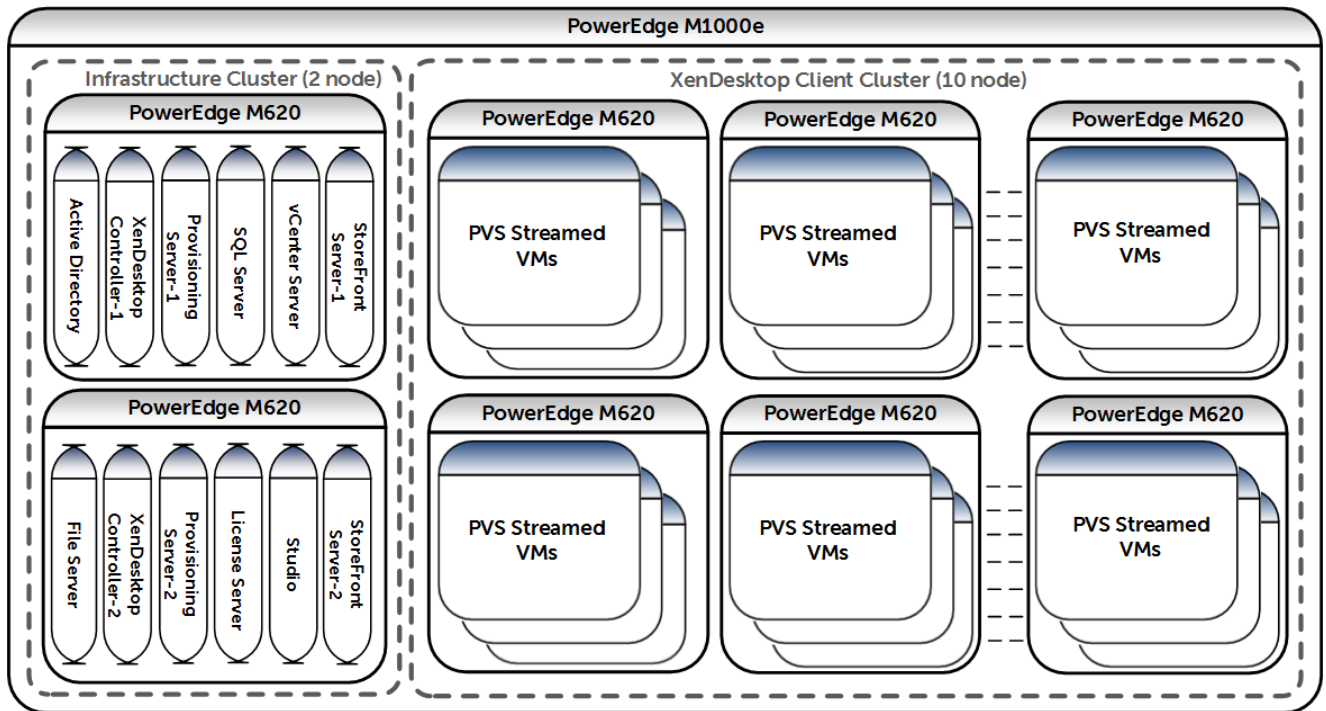 PowerEdge M1000e
Infrastructure Cluster (2 node)
PowerEdge M620
Active Directory
XenDesktop
Controller-1
Provisioning
Server-1
SQL Server
vCenter Server
StoreFront
Server-1
PowerEdge M620
File Server
XenDesktop
Controller-2
Provisioning
Server-2
License Server
Studio
StoreFront
Server-2
XenDesktop Client Cluster (10 node)
PowerEdge M620
PVS Streamed
VMs
PowerEdge M620
PVS Streamed
VMs
PowerEdge M620
PVS Streamed
VMs
PowerEdge M620
PVS Streamed
VMs
PowerEdge M620
PVS Streamed
VMs
PowerEdge M620
PVS Streamed
VMs